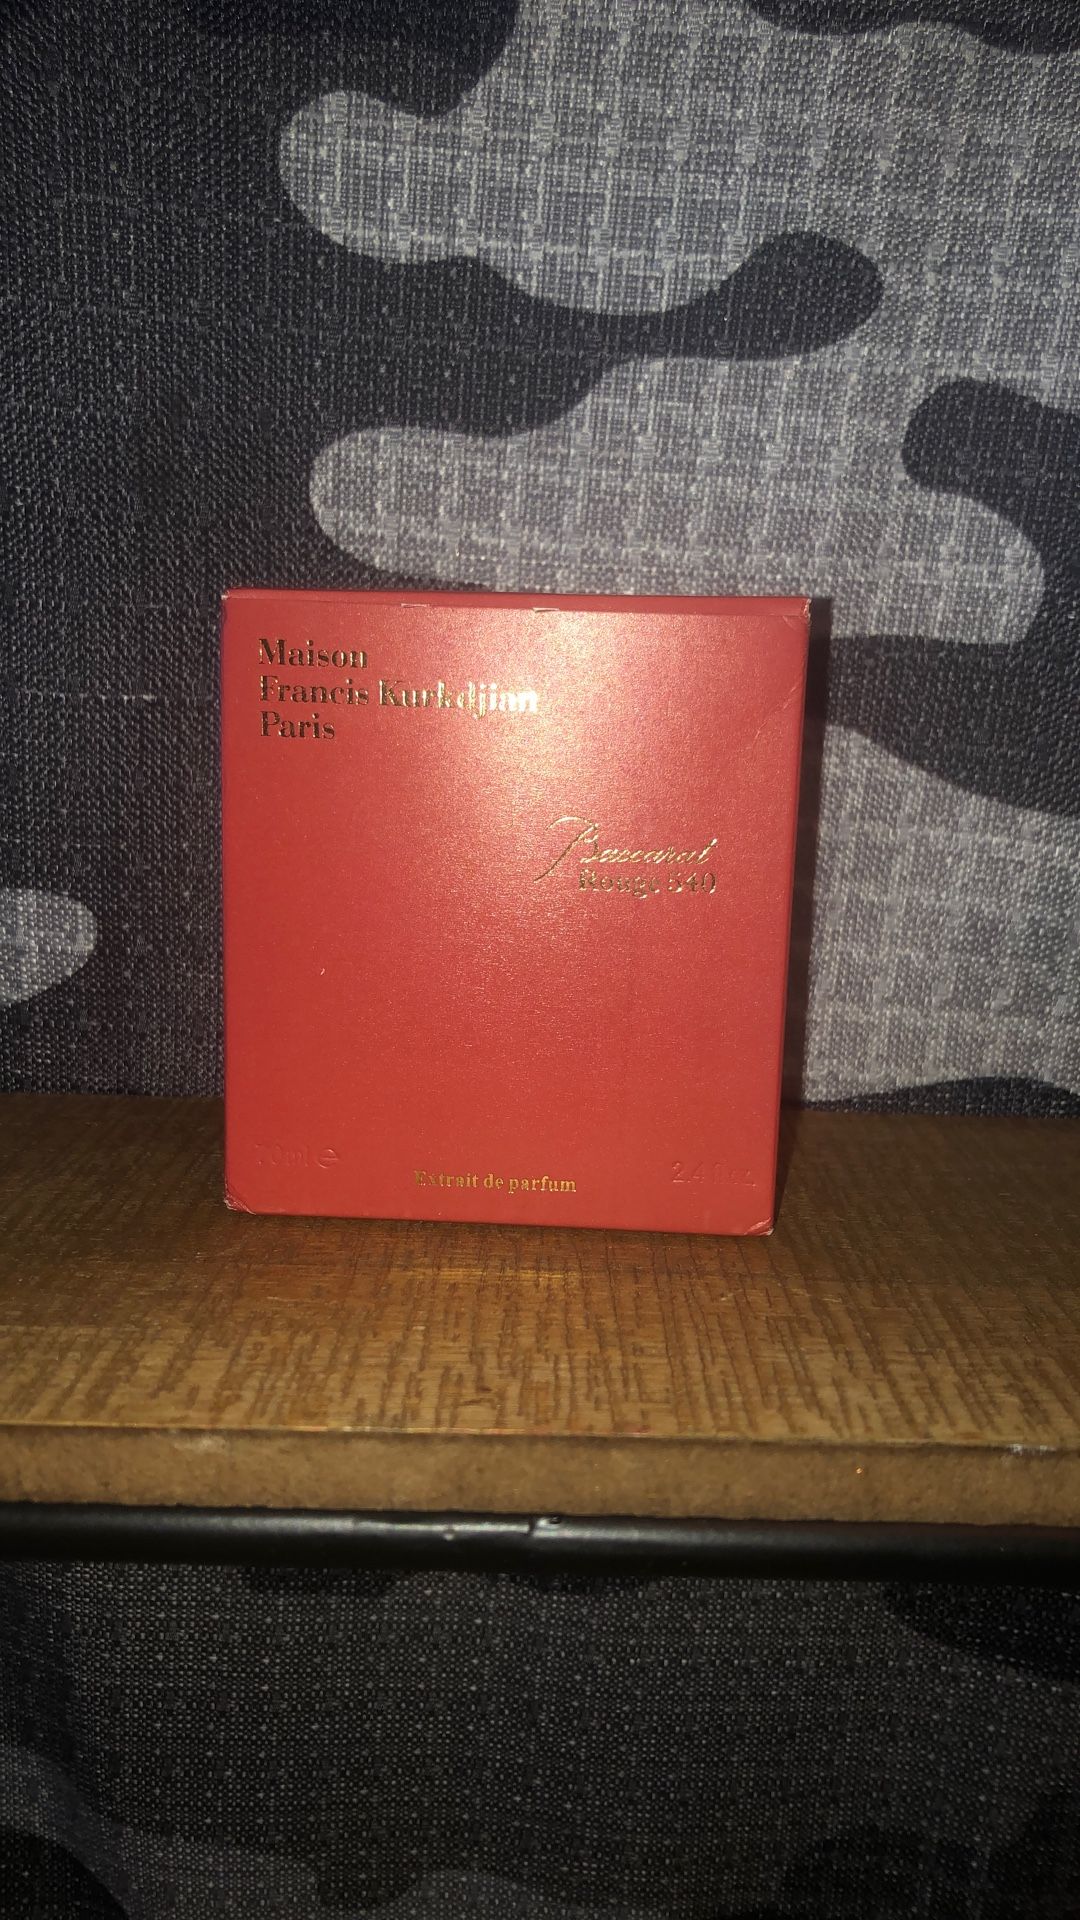 Maison
Francis Kurkdjian
Paris
Baccarat
Rouge 540
70ml ℮
Extrait de parfum
2.4 fl.oz.